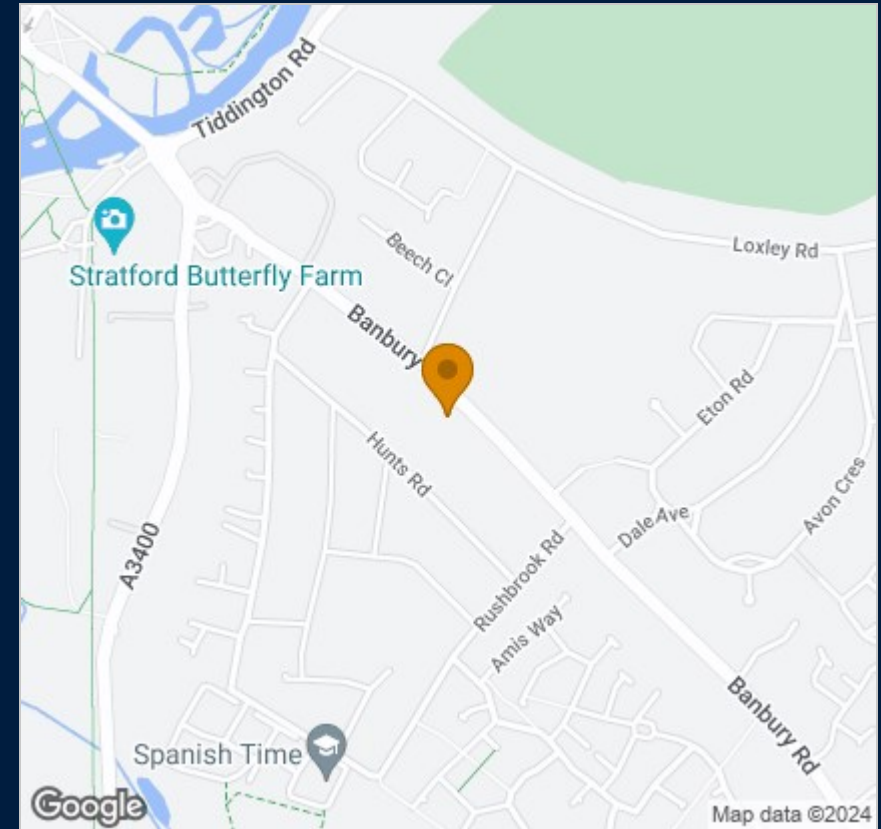 Tiddington Rd
Loxley Rd
Beech Cl
Stratford Butterfly Farm
Banbury
Eton Rd
Hunts Rd
Avon Cres
Dale Ave
A3400
Rushbrook Rd
Amis Way
Banbury Rd
Spanish Time
Google
Map data ©2024